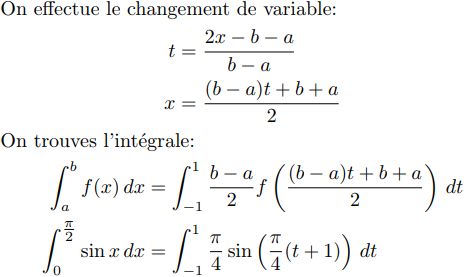 On effectue le changement de variable:
t = \frac{2x - b - a}{b - a}
x = \frac{(b - a)t + b + a}{2}
On trouves l'intégrale:
\int_a^b f(x) \, dx = \int_{-1}^1 \frac{b - a}{2} f \left( \frac{(b - a)t + b + a}{2} \right) \, dt
\int_0^{\frac{\pi}{2}} \sin x \, dx = \int_{-1}^1 \frac{\pi}{4} \sin \left( \frac{\pi}{4} (t + 1) \right) \, dt